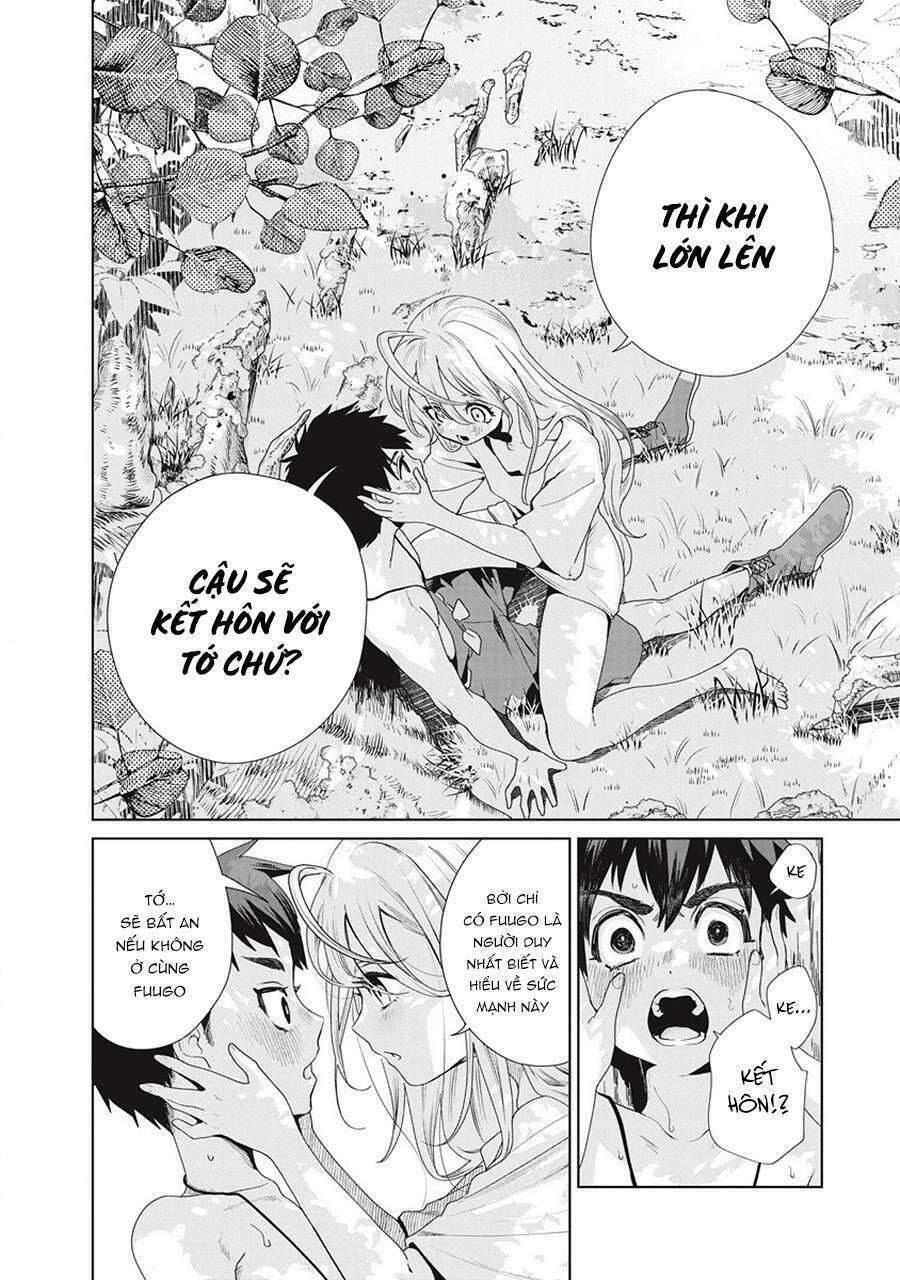 THÌ KHI
LỚN LÊN
CẬU SẼ
KẾT HÔN VỚI
TỚ CHỨ?
KE
KE...
KẾT
HÔN!?
BỞI CHỈ
CÓ FUUGO LÀ
NGƯỜI DUY
NHẤT BIẾT VÀ
HIỂU VỀ SỨC
MẠNH NÀY
TỚ...
SẼ BẤT AN
NẾU KHÔNG
Ở CÙNG
FUUGO